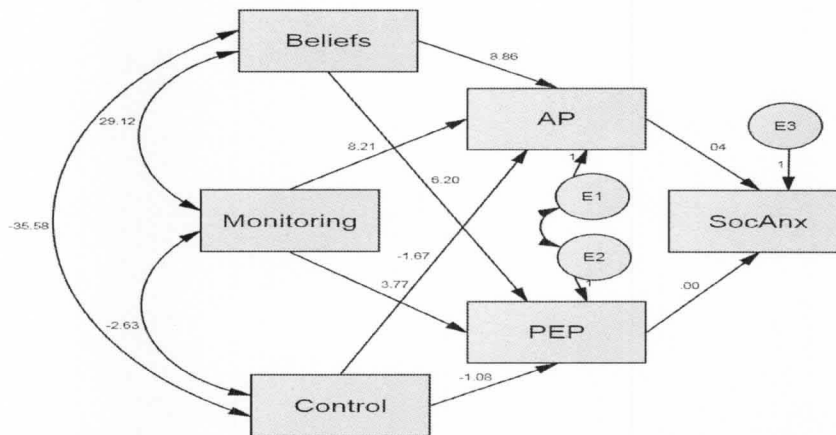 Beliefs
8.86
AP
E3
29.12
8.21
6.20
.04
1
1
E1
Monitoring
SocAnx
-35.58
-1.67
E2
3.77
1
.00
-2.63
PEP
-1.08
Control